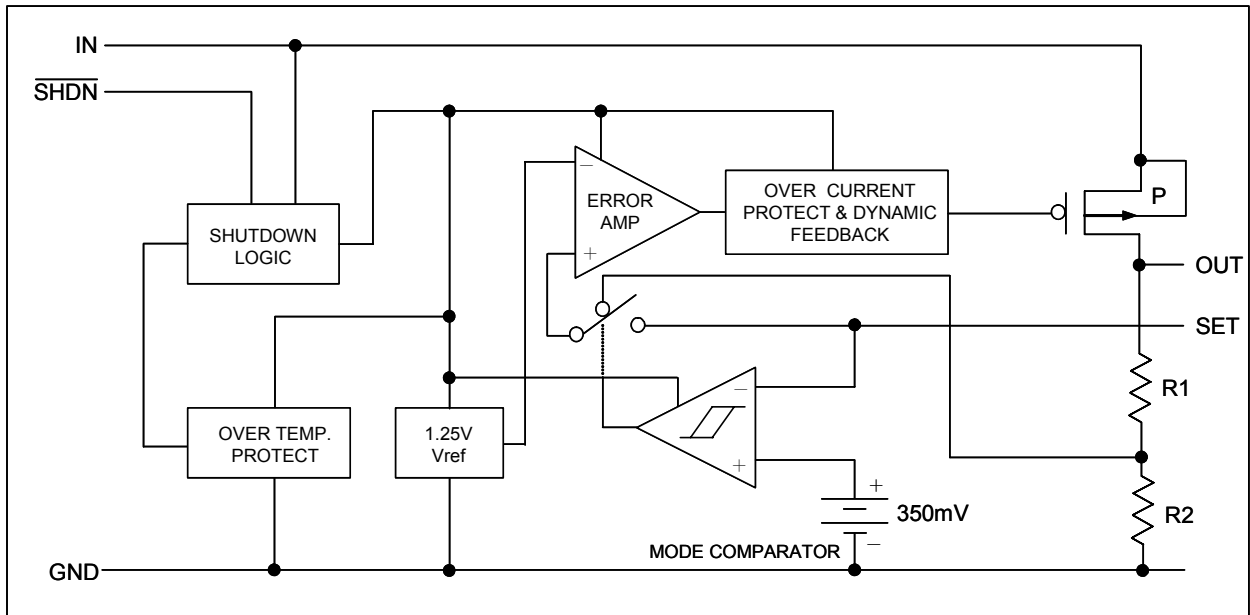 IN
SHDN
SHUTDOWN
LOGIC
−
ERROR
AMP
+
OVER CURRENT
PROTECT & DYNAMIC
FEEDBACK
P
OUT
SET
OVER TEMP.
PROTECT
1.25V
Vref
−
+
R1
+
350mV
−
R2
MODE COMPARATOR
GND